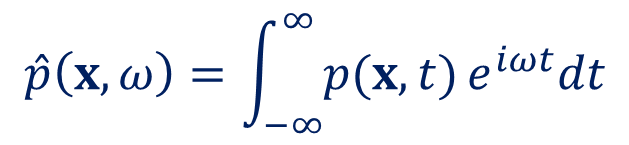 p̂(𝐱, ω) = ∫_{−∞}^{∞} p(𝐱, t) e^{iωt} dt